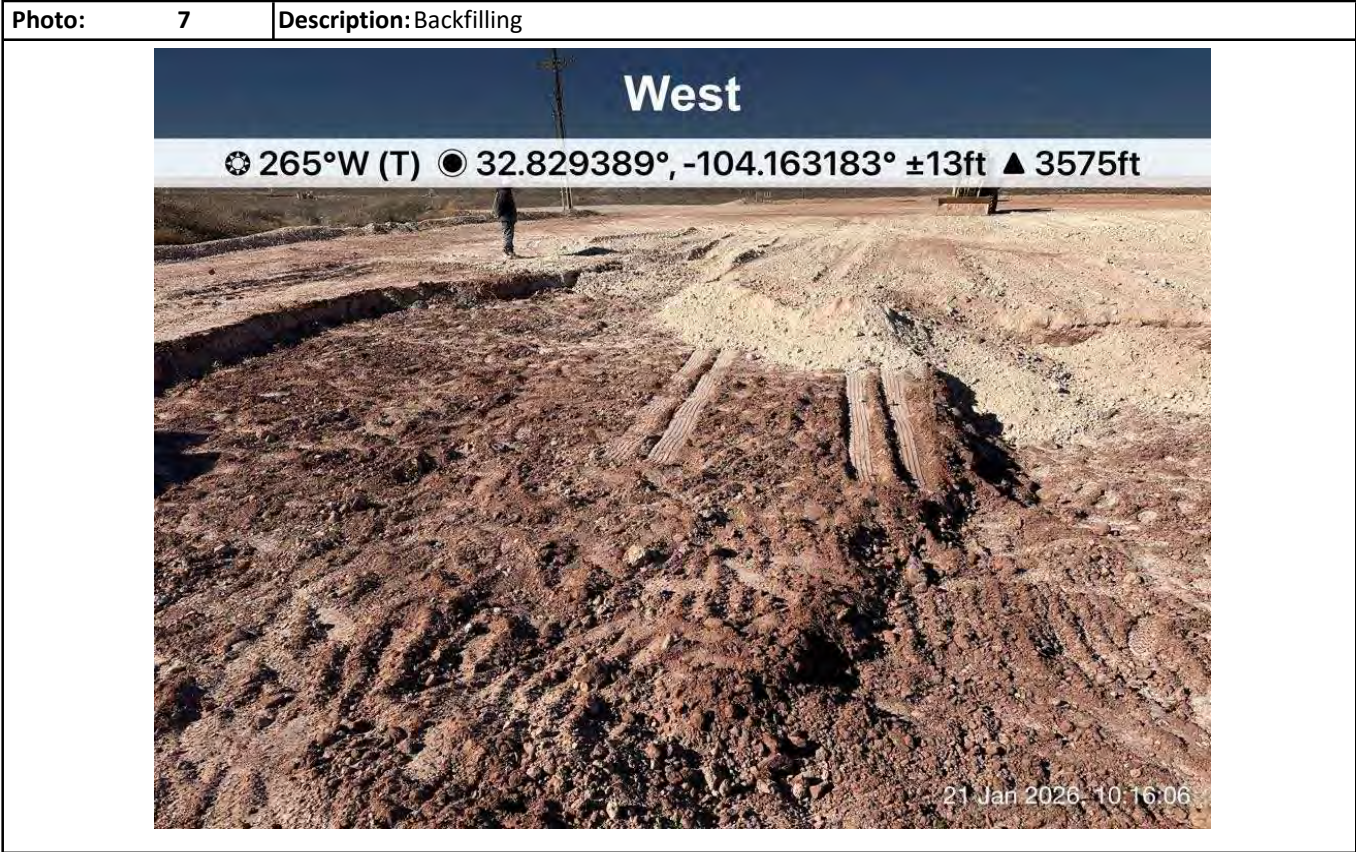 Photo: 7 Description: Backfilling
West
265°W (T) 32.829389°, -104.163183° ±13ft ▲ 3575ft
21 Jan 2026, 10:16:06